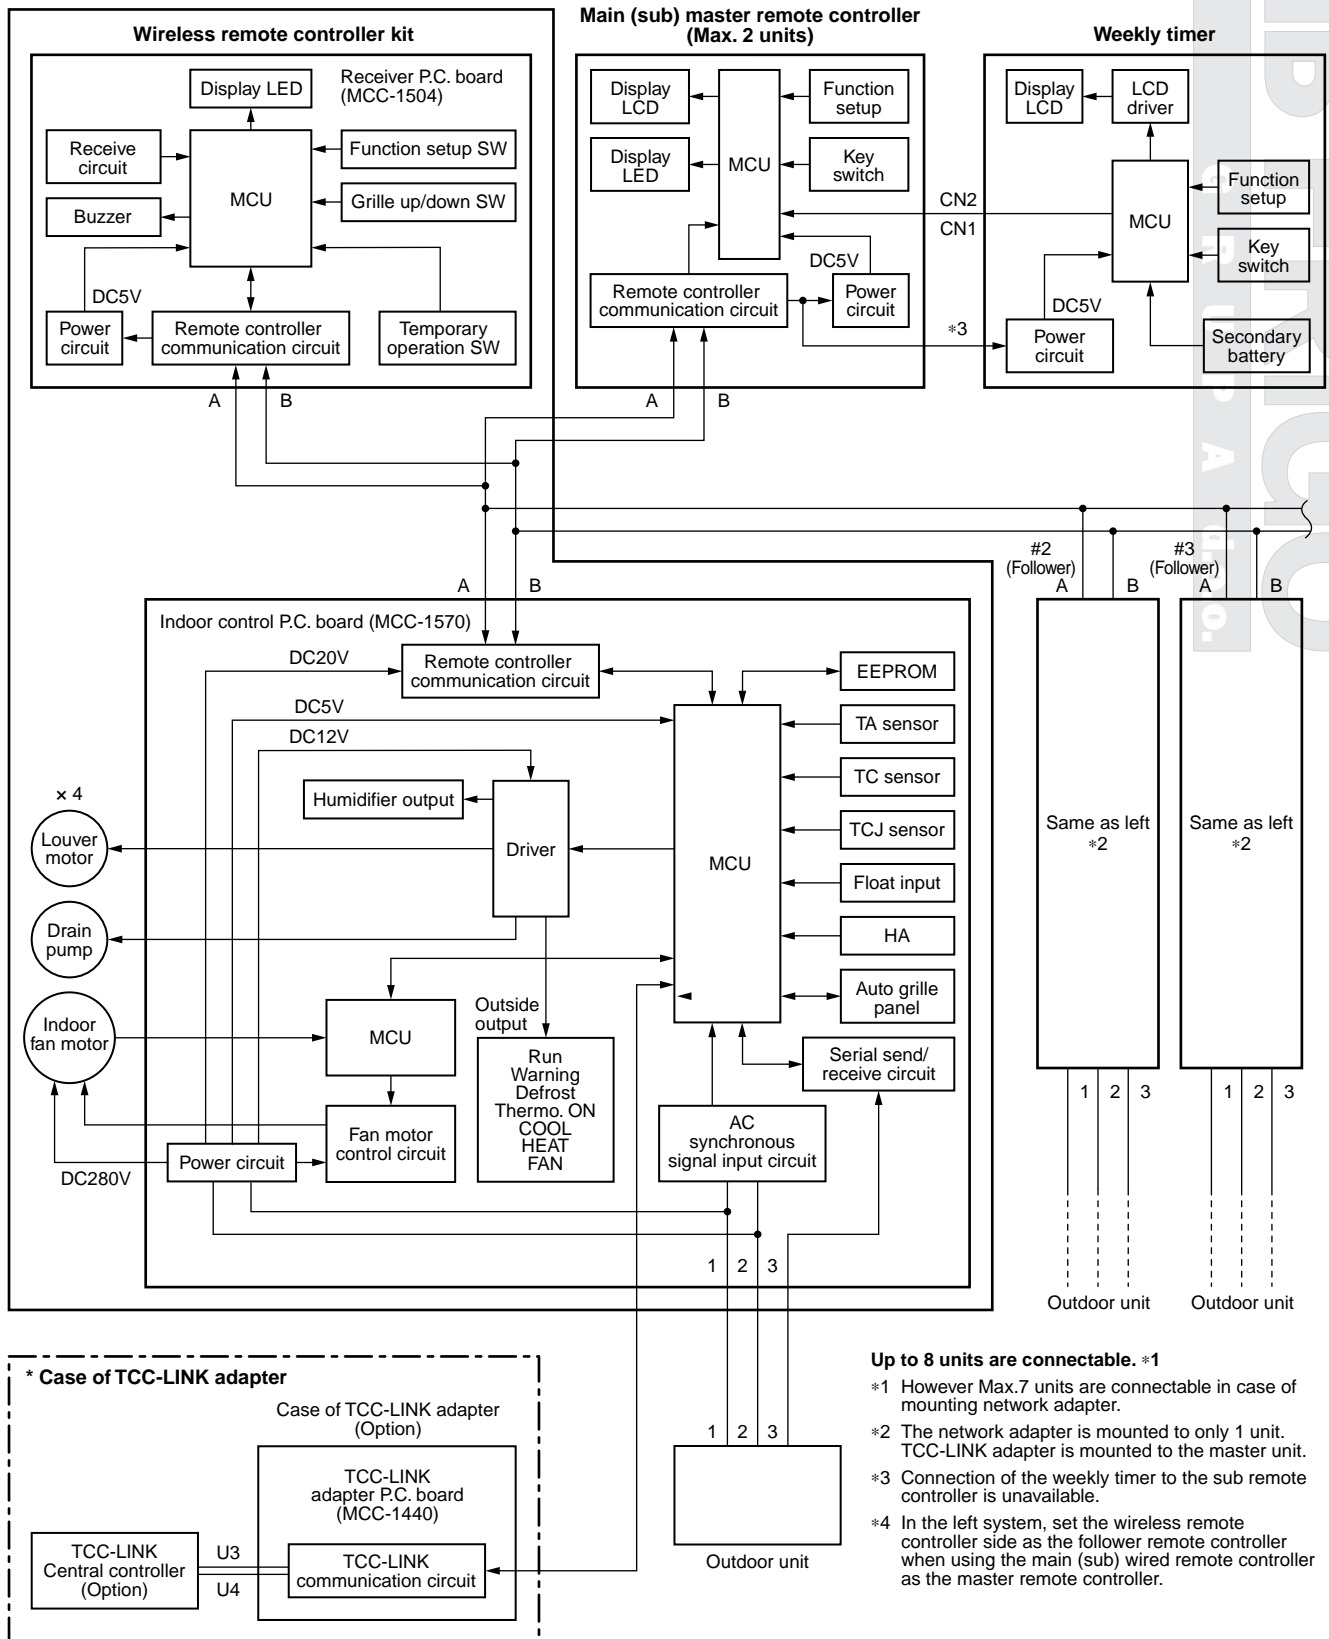 Wireless remote controller kit
Main (sub) master remote controller
(Max. 2 units)
Weekly timer
Receiver P.C. board
(MCC-1504)
Display LED
Receive
circuit
Buzzer
MCU
Function setup SW
Grille up/down SW
DC5V
Power
circuit
Remote controller
communication circuit
Temporary
operation SW
A
B
Display
LCD
Display
LED
MCU
Function
setup
Key
switch
DC5V
Remote controller
communication circuit
Power
circuit
A
B
CN2
CN1
*3
Display
LCD
LCD
driver
MCU
Function
setup
Key
switch
DC5V
Power
circuit
Secondary
battery
#2
(Follower)
A
B
#3
(Follower)
A
B
A
B
Indoor control P.C. board (MCC-1570)
DC20V
Remote controller
communication circuit
DC5V
DC12V
EEPROM
TA sensor
TC sensor
TCJ sensor
Float input
HA
Auto grille
panel
Serial send/
receive circuit
× 4
Louver
motor
Drain
pump
Indoor
fan motor
Humidifier output
Driver
MCU
MCU
Outside
output
Run
Warning
Defrost
Thermo. ON
COOL
HEAT
FAN
AC
synchronous
signal input circuit
Fan motor
control circuit
Power circuit
DC280V
1 2 3
Same as left
*2
Same as left
*2
1 2 3
1 2 3
Outdoor unit
Outdoor unit
* Case of TCC-LINK adapter
Case of TCC-LINK adapter
(Option)
TCC-LINK
adapter P.C. board
(MCC-1440)
TCC-LINK
communication circuit
TCC-LINK
Central controller
(Option)
U3
U4
1 2 3
Outdoor unit
Up to 8 units are connectable. *1
*1 However Max.7 units are connectable in case of
mounting network adapter.
*2 The network adapter is mounted to only 1 unit.
TCC-LINK adapter is mounted to the master unit.
*3 Connection of the weekly timer to the sub remote
controller is unavailable.
*4 In the left system, set the wireless remote
controller side as the follower remote controller
when using the main (sub) wired remote controller
as the master remote controller.